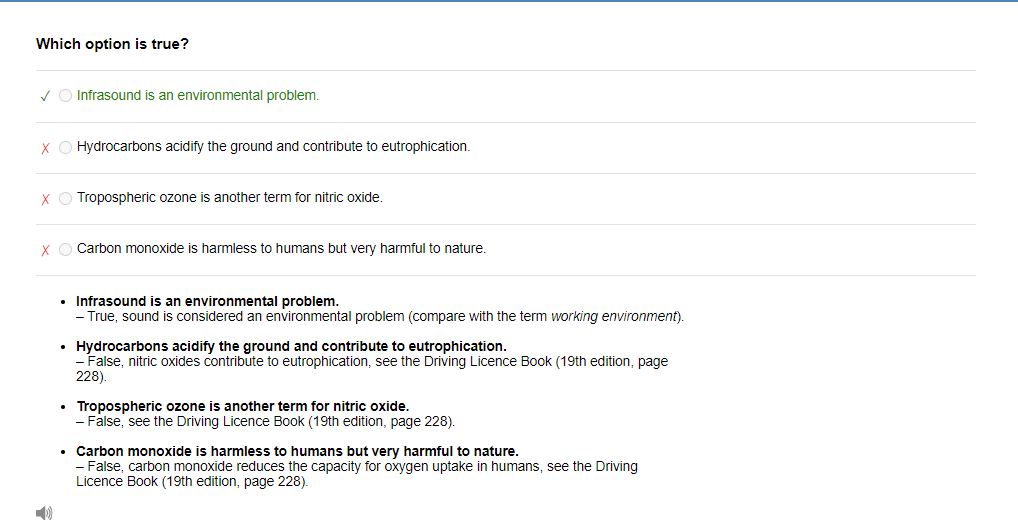 Which option is true?
Infrasound is an environmental problem.
Hydrocarbons acidify the ground and contribute to eutrophication.
Tropospheric ozone is another term for nitric oxide.
Carbon monoxide is harmless to humans but very harmful to nature.
• Infrasound is an environmental problem.
– True, sound is considered an environmental problem (compare with the term working environment).
• Hydrocarbons acidify the ground and contribute to eutrophication.
– False, nitric oxides contribute to eutrophication, see the Driving Licence Book (19th edition, page
228).
• Tropospheric ozone is another term for nitric oxide.
– False, see the Driving Licence Book (19th edition, page 228).
• Carbon monoxide is harmless to humans but very harmful to nature.
– False, carbon monoxide reduces the capacity for oxygen uptake in humans, see the Driving
Licence Book (19th edition, page 228).